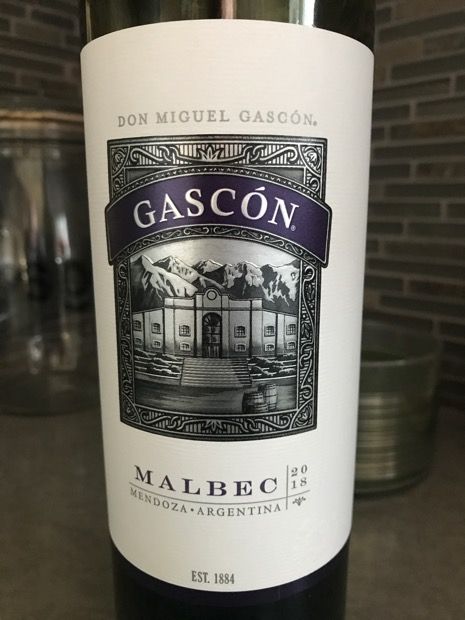 DON MIGUEL GASCÓN®
GASCÓN®
MALBEC
20
18
MENDOZA • ARGENTINA
EST. 1884